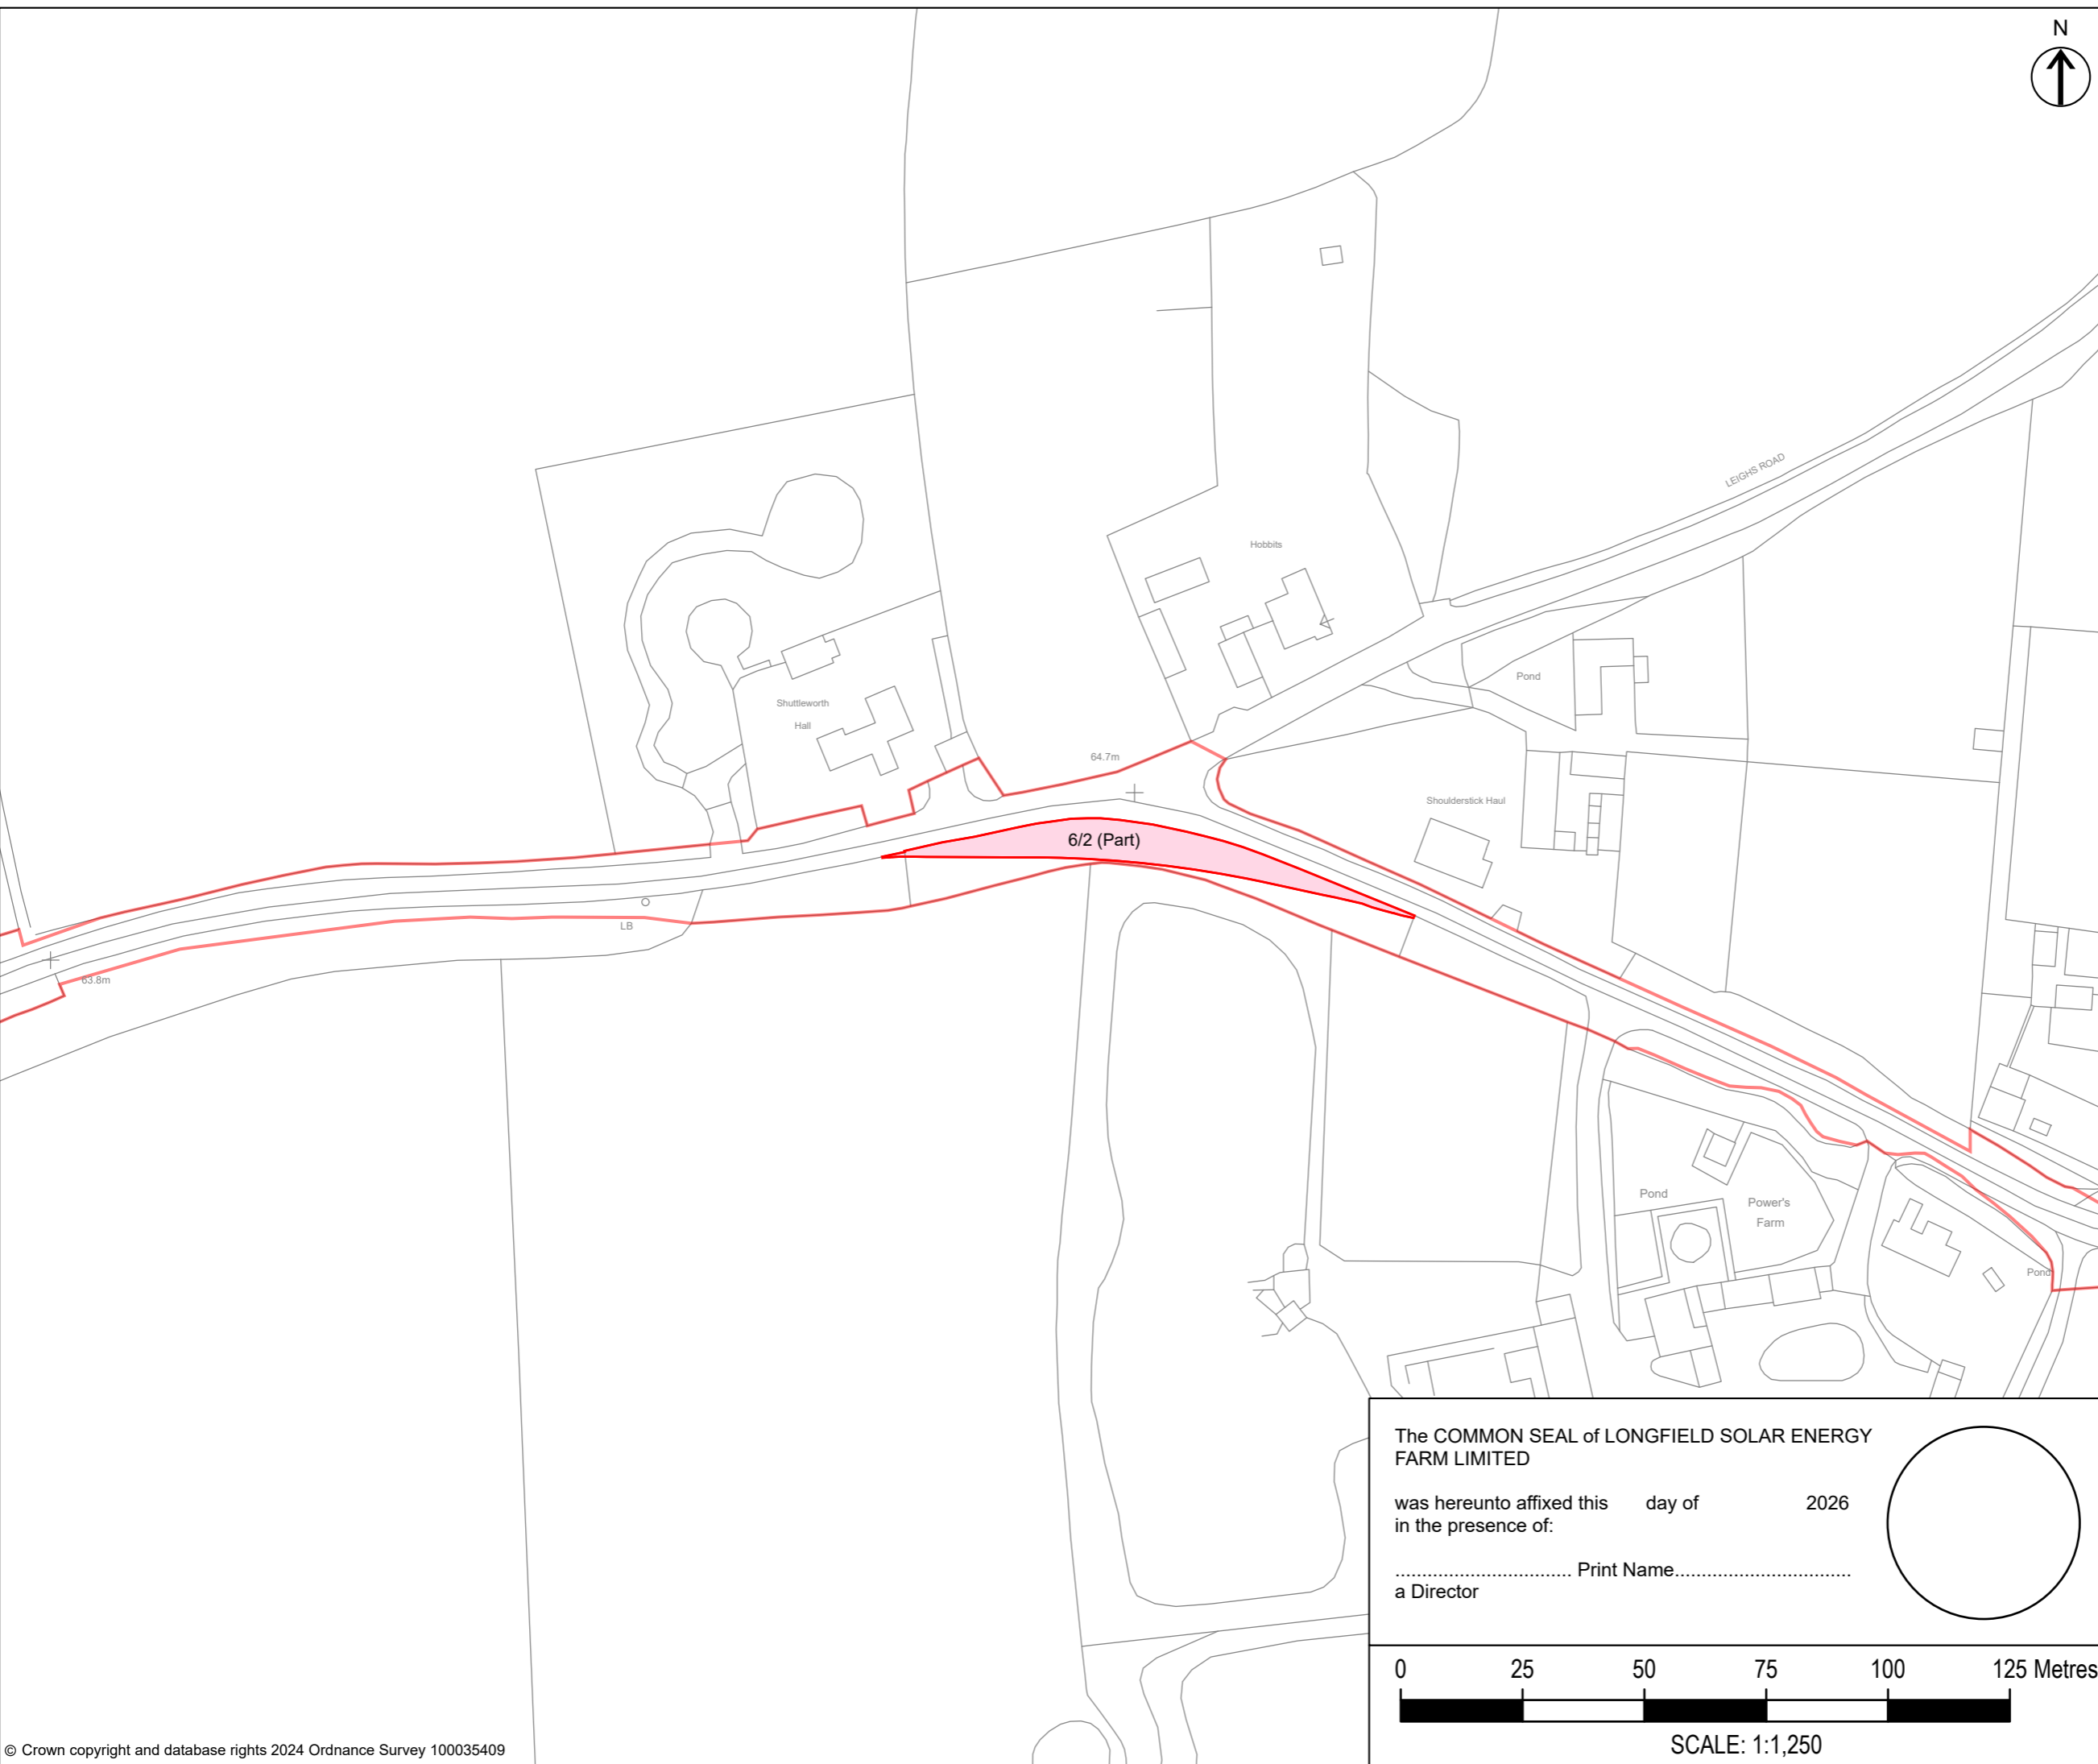 N
LEIGHS ROAD
Hobbits
Pond
Shuttleworth
Hall
64.7m
Shoulderstick Haul
6/2 (Part)
LB
63.8m
Pond
Power's
Farm
Pond
The COMMON SEAL of LONGFIELD SOLAR ENERGY
FARM LIMITED
was hereunto affixed this day of 2026
in the presence of:
................................ Print Name................................
a Director
0 25 50 75 100 125 Metres
SCALE: 1:1,250
© Crown copyright and database rights 2024 Ordnance Survey 100035409